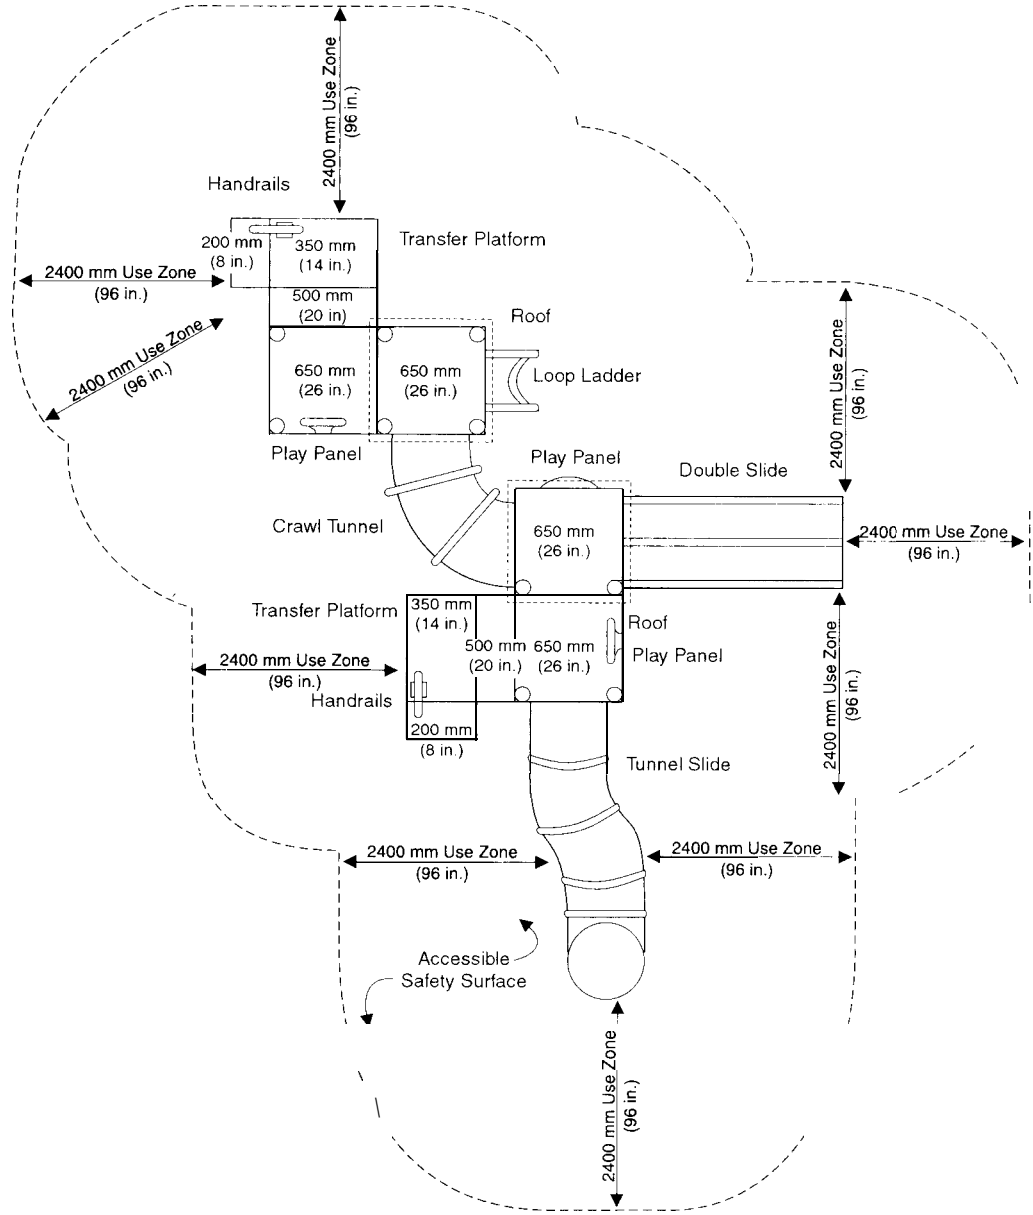 2400 mm Use Zone
(96 in.)
Handrails
200 mm
(8 in.)
350 mm
(14 in.)
Transfer Platform
2400 mm Use Zone
(96 in.)
500 mm
(20 in)
Roof
2400 mm Use Zone
(96 in.)
650 mm
(26 in.)
650 mm
(26 in.)
Loop Ladder
2400 mm Use Zone
(96 in.)
Play Panel
Play Panel
Double Slide
Crawl Tunnel
650 mm
(26 in.)
2400 mm Use Zone
(96 in.)
Transfer Platform
350 mm
(14 in.)
Roof
500 mm
(20 in.)
650 mm
(26 in.)
Play Panel
2400 mm Use Zone
(96 in.)
2400 mm Use Zone
(96 in.)
Handrails
200 mm
(8 in.)
Tunnel Slide
2400 mm Use Zone
(96 in.)
2400 mm Use Zone
(96 in.)
Accessible
Safety Surface
2400 mm Use Zone
(96 in.)